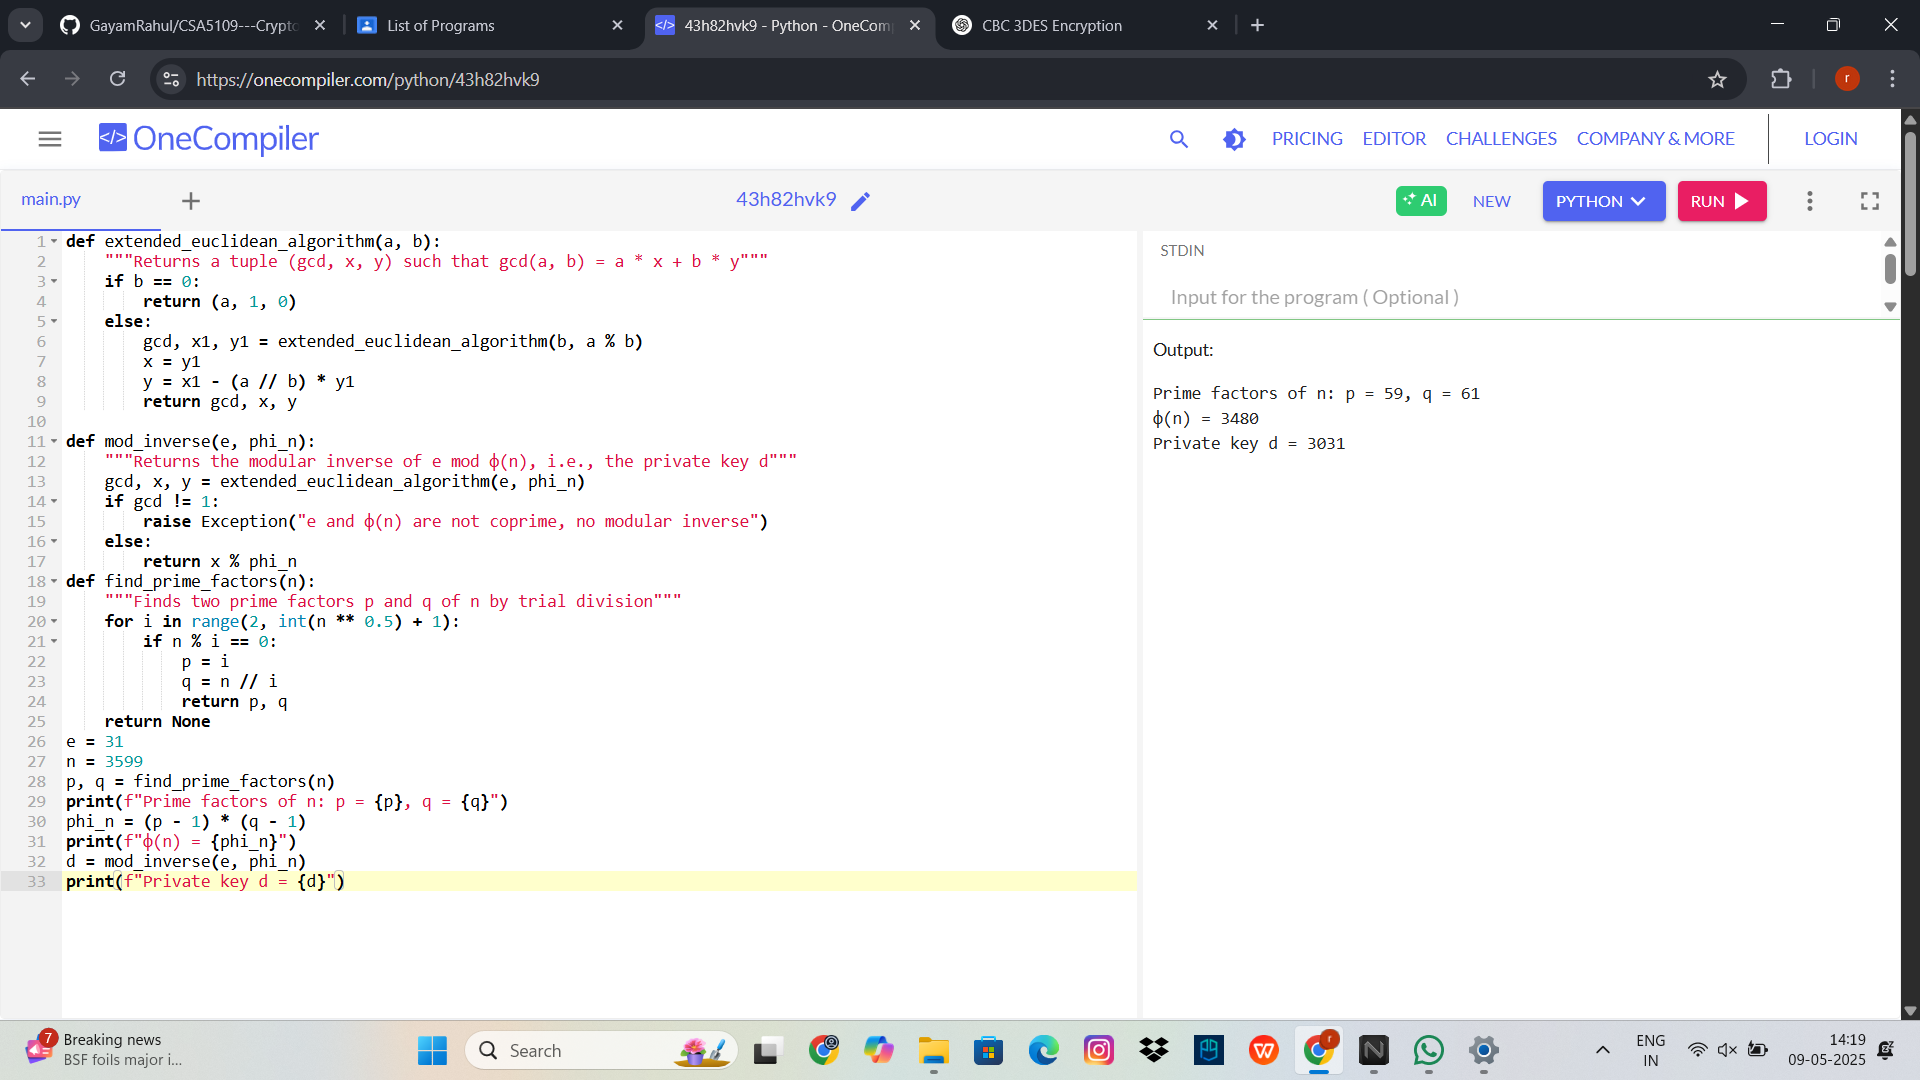 GayamRahul/CSA5109---Crypto
List of Programs
43h82hvk9 - Python - OneComp
CBC 3DES Encryption
https://onecompiler.com/python/43h82hvk9
r
</> OneCompiler
PRICING
EDITOR
CHALLENGES
COMPANY & MORE
LOGIN
main.py
43h82hvk9
AI
NEW
PYTHON
RUN
1 def extended_euclidean_algorithm(a, b):
2     """Returns a tuple (gcd, x, y) such that gcd(a, b) = a * x + b * y"""
3     if b == 0:
4         return (a, 1, 0)
5     else:
6         gcd, x1, y1 = extended_euclidean_algorithm(b, a % b)
7         x = y1
8         y = x1 - (a // b) * y1
9         return gcd, x, y
10
11 def mod_inverse(e, phi_n):
12     """Returns the modular inverse of e mod ϕ(n), i.e., the private key d"""
13     gcd, x, y = extended_euclidean_algorithm(e, phi_n)
14     if gcd != 1:
15         raise Exception("e and ϕ(n) are not coprime, no modular inverse")
16     else:
17         return x % phi_n
18 def find_prime_factors(n):
19     """Finds two prime factors p and q of n by trial division"""
20     for i in range(2, int(n ** 0.5) + 1):
21         if n % i == 0:
22             p = i
23             q = n // i
24             return p, q
25     return None
26 e = 31
27 n = 3599
28 p, q = find_prime_factors(n)
29 print(f"Prime factors of n: p = {p}, q = {q}")
30 phi_n = (p - 1) * (q - 1)
31 print(f"ϕ(n) = {phi_n}")
32 d = mod_inverse(e, phi_n)
33 print(f"Private key d = {d}")
STDIN
Input for the program ( Optional )
Output:
Prime factors of n: p = 59, q = 61
ϕ(n) = 3480
Private key d = 3031
7
Breaking news
BSF foils major i...
Search
ENG
IN
14:19
09-05-2025